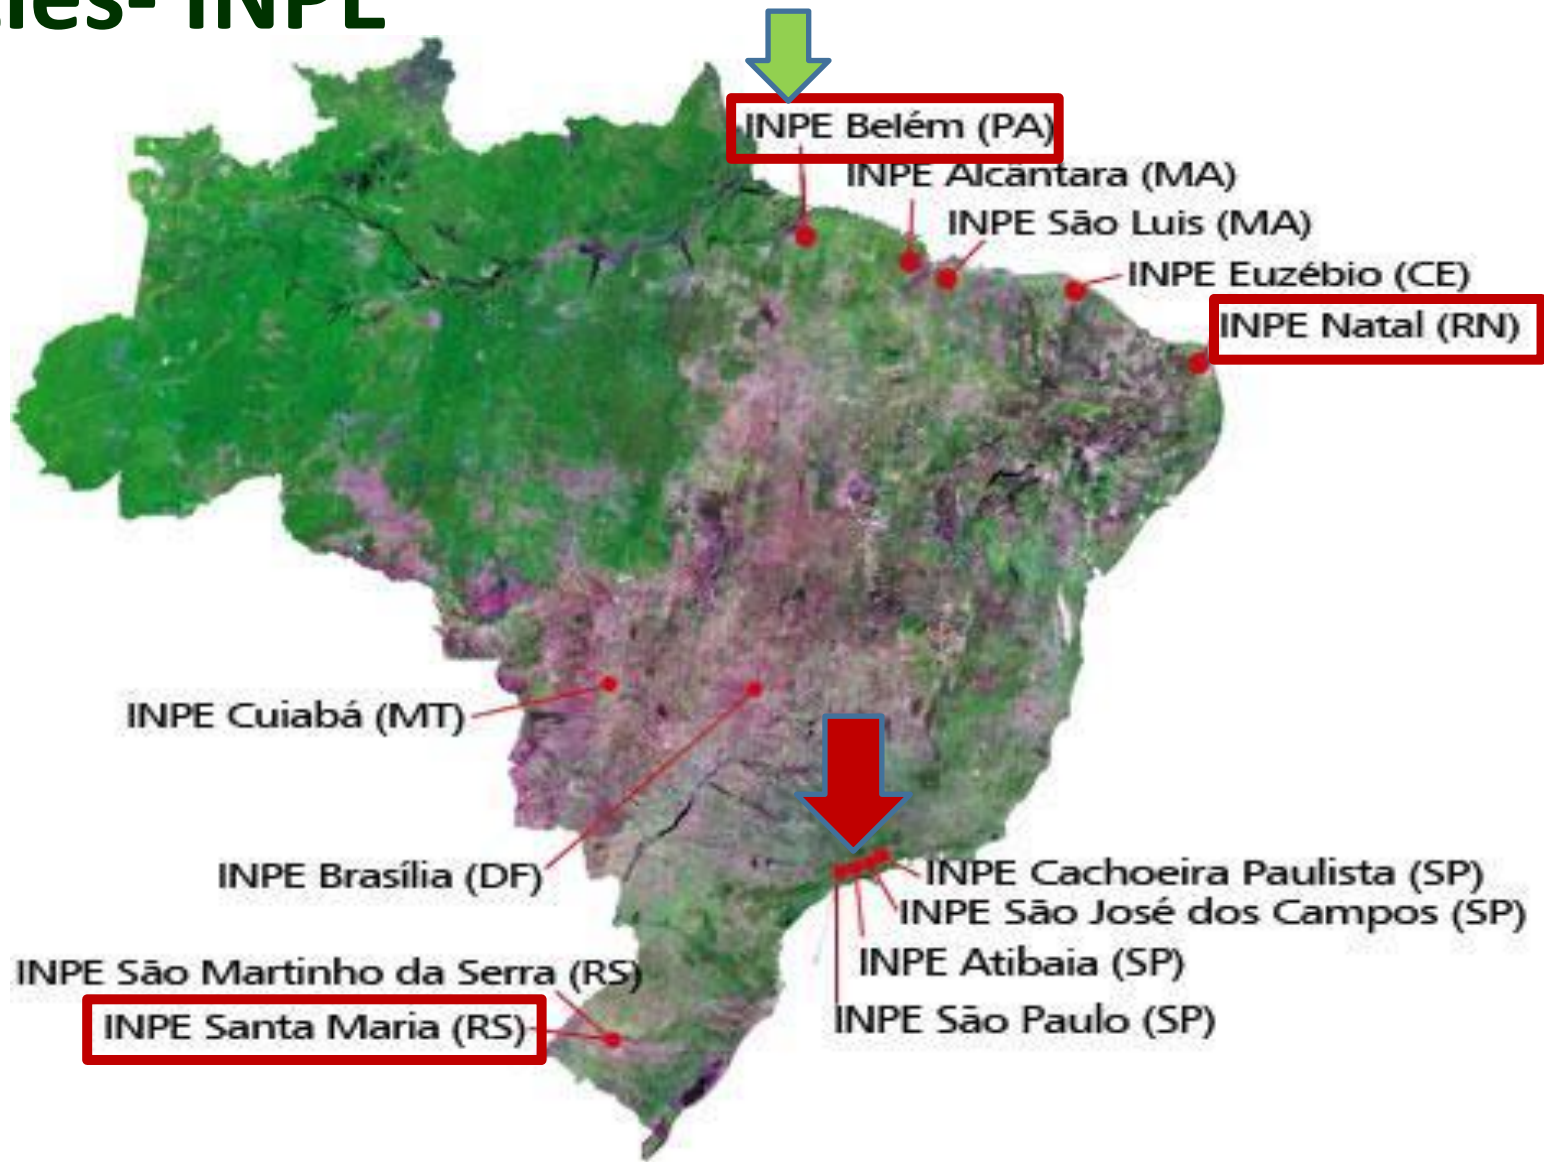 INPE
INPE Belém (PA)
INPE Alcântara (MA)
INPE São Luis (MA)
INPE Euzébio (CE)
INPE Natal (RN)
INPE Cuiabá (MT)
INPE Brasília (DF)
INPE Cachoeira Paulista (SP)
INPE São José dos Campos (SP)
INPE Atibaia (SP)
INPE São Martinho da Serra (RS)
INPE Santa Maria (RS)
INPE São Paulo (SP)